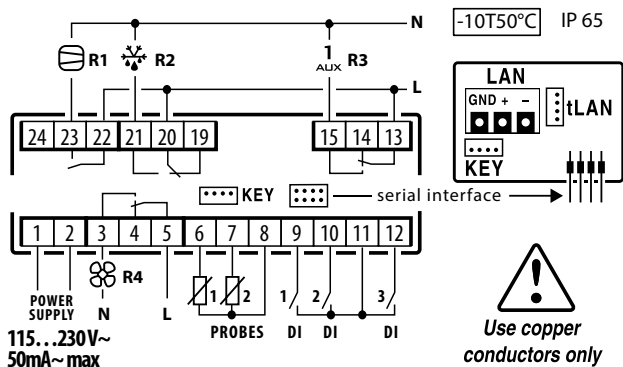 N
-10T50°C IP 65
R1 R2 1 AUX R3
L
LAN
GND + –
tLAN
KEY
24 23 22 21 20 19 15 14 13
KEY
serial interface
1 2 3 4 5 6 7 8 9 10 11 12
R4
1 2 1 2 3
POWER
SUPPLY
N L PROBES DI DI DI
115...230V~
50mA~ max
!
Use copper
conductors only